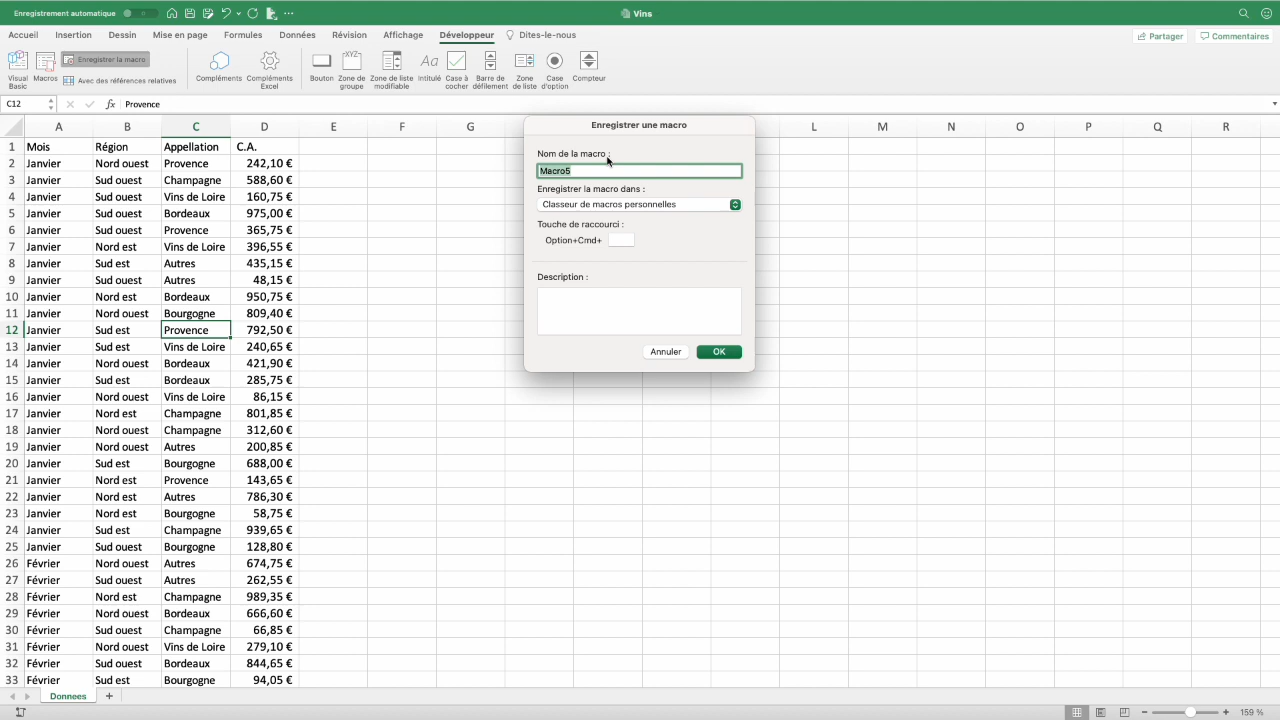 Enregistrement automatique
Vins
Accueil Insertion Dessin Mise en page Formules Données Révision Affichage Développeur Dites-le-nous
Partager Commentaires
Visual Basic
Macros
Enregistrer la macro
Avec des références relatives
Compléments
Compléments Excel
Bouton
Zone de groupe
Zone de liste modifiable
Intitulé
Case à cocher
Barre de défilement
Zone de liste
Case d'option
Compteur
C12 fx Provence
A B C D E F G L M N O P Q R
1 Mois Région Appellation C.A.
2 Janvier Nord ouest Provence 242,10 €
3 Janvier Sud ouest Champagne 588,60 €
4 Janvier Sud ouest Vins de Loire 160,75 €
5 Janvier Sud ouest Bordeaux 975,00 €
6 Janvier Sud ouest Provence 365,75 €
7 Janvier Nord est Vins de Loire 396,55 €
8 Janvier Sud est Autres 435,15 €
9 Janvier Sud ouest Autres 48,15 €
10 Janvier Nord est Bordeaux 950,75 €
11 Janvier Nord ouest Bourgogne 809,40 €
12 Janvier Sud est Provence 792,50 €
13 Janvier Sud est Vins de Loire 240,65 €
14 Janvier Nord ouest Bordeaux 421,90 €
15 Janvier Sud est Bordeaux 285,75 €
16 Janvier Nord ouest Vins de Loire 86,15 €
17 Janvier Nord est Champagne 801,85 €
18 Janvier Nord ouest Champagne 312,60 €
19 Janvier Nord ouest Autres 200,85 €
20 Janvier Sud est Bourgogne 688,00 €
21 Janvier Nord est Provence 143,65 €
22 Janvier Nord est Autres 786,30 €
23 Janvier Nord est Bourgogne 58,75 €
24 Janvier Sud est Champagne 939,65 €
25 Janvier Sud ouest Bourgogne 128,80 €
26 Février Nord ouest Autres 674,75 €
27 Février Sud ouest Autres 262,55 €
28 Février Nord est Champagne 989,35 €
29 Février Nord ouest Bordeaux 666,60 €
30 Février Sud ouest Champagne 66,85 €
31 Février Nord ouest Vins de Loire 279,10 €
32 Février Sud ouest Bordeaux 844,65 €
33 Février Sud est Bourgogne 94,05 €
Enregistrer une macro
Nom de la macro :
Macro5
Enregistrer la macro dans :
Classeur de macros personnelles
Touche de raccourci :
Option+Cmd+
Description :
Annuler OK
Donnees
159 %